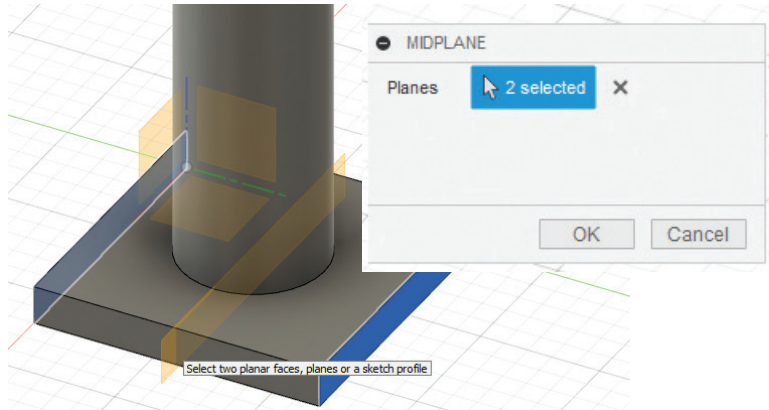 MIDPLANE
Planes
2 selected
OK
Cancel
Select two planar faces, planes or a sketch profile